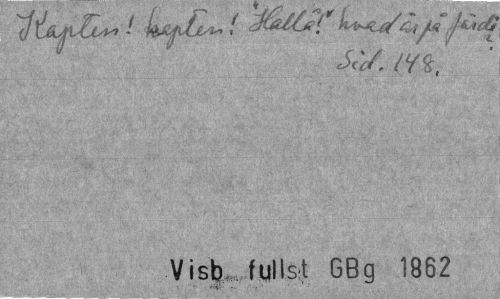 Kapten! kapten! "Hallå!" hvad är på färde?
Sid. 148.
Visb fullst GBg 1862